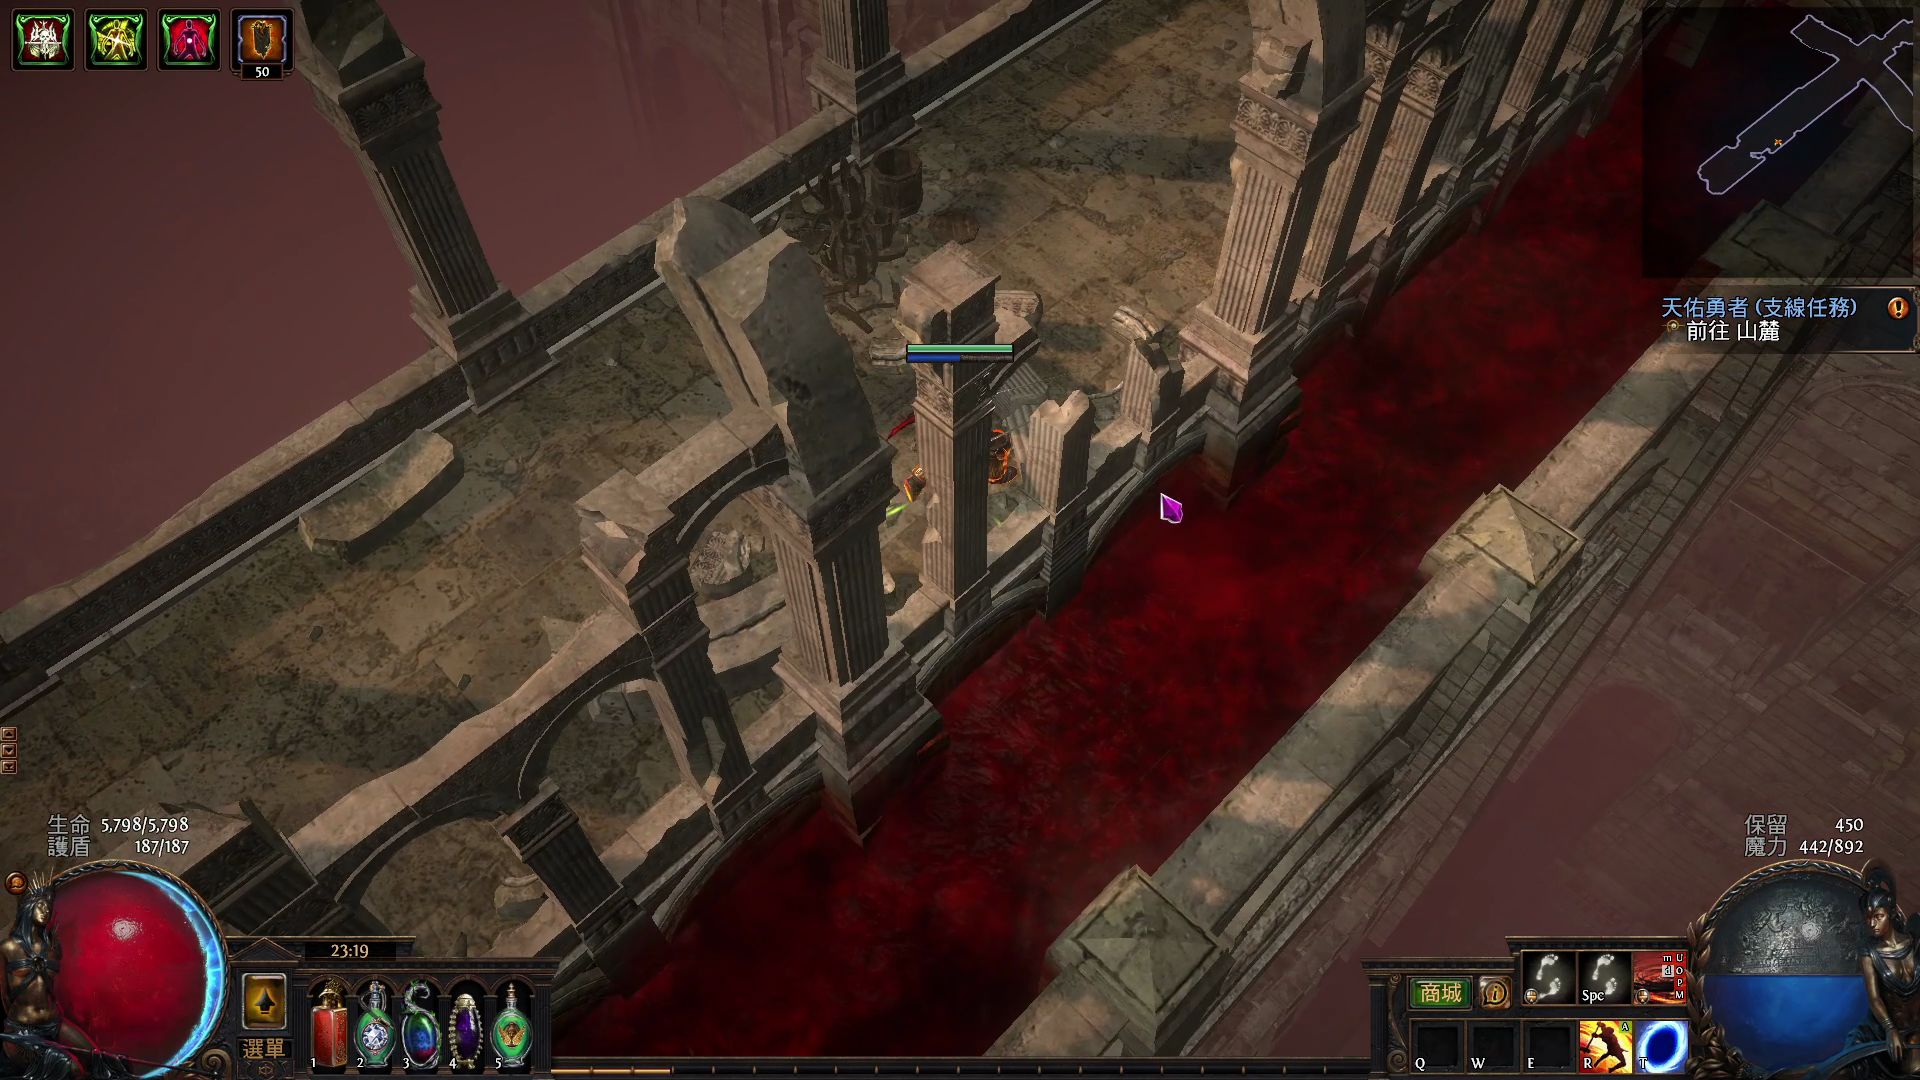 50
天佑勇者 (支線任務)
前往 山麓
生命 5,798/5,798
護盾 187/187
保留 450
魔力 442/892
23:19
選單
1
2
3
4
5
商城
Spc
m U
d O
P
M
Q
W
E
R
A
T